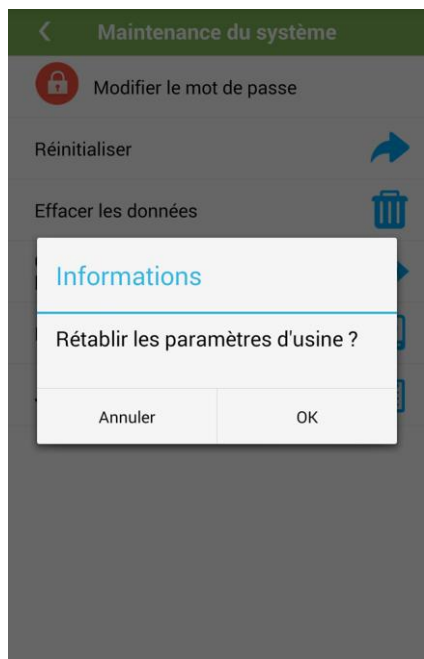 Maintenance du système
Modifier le mot de passe
Réinitialiser
Effacer les données
Informations
Rétablir les paramètres d'usine ?
Annuler
OK